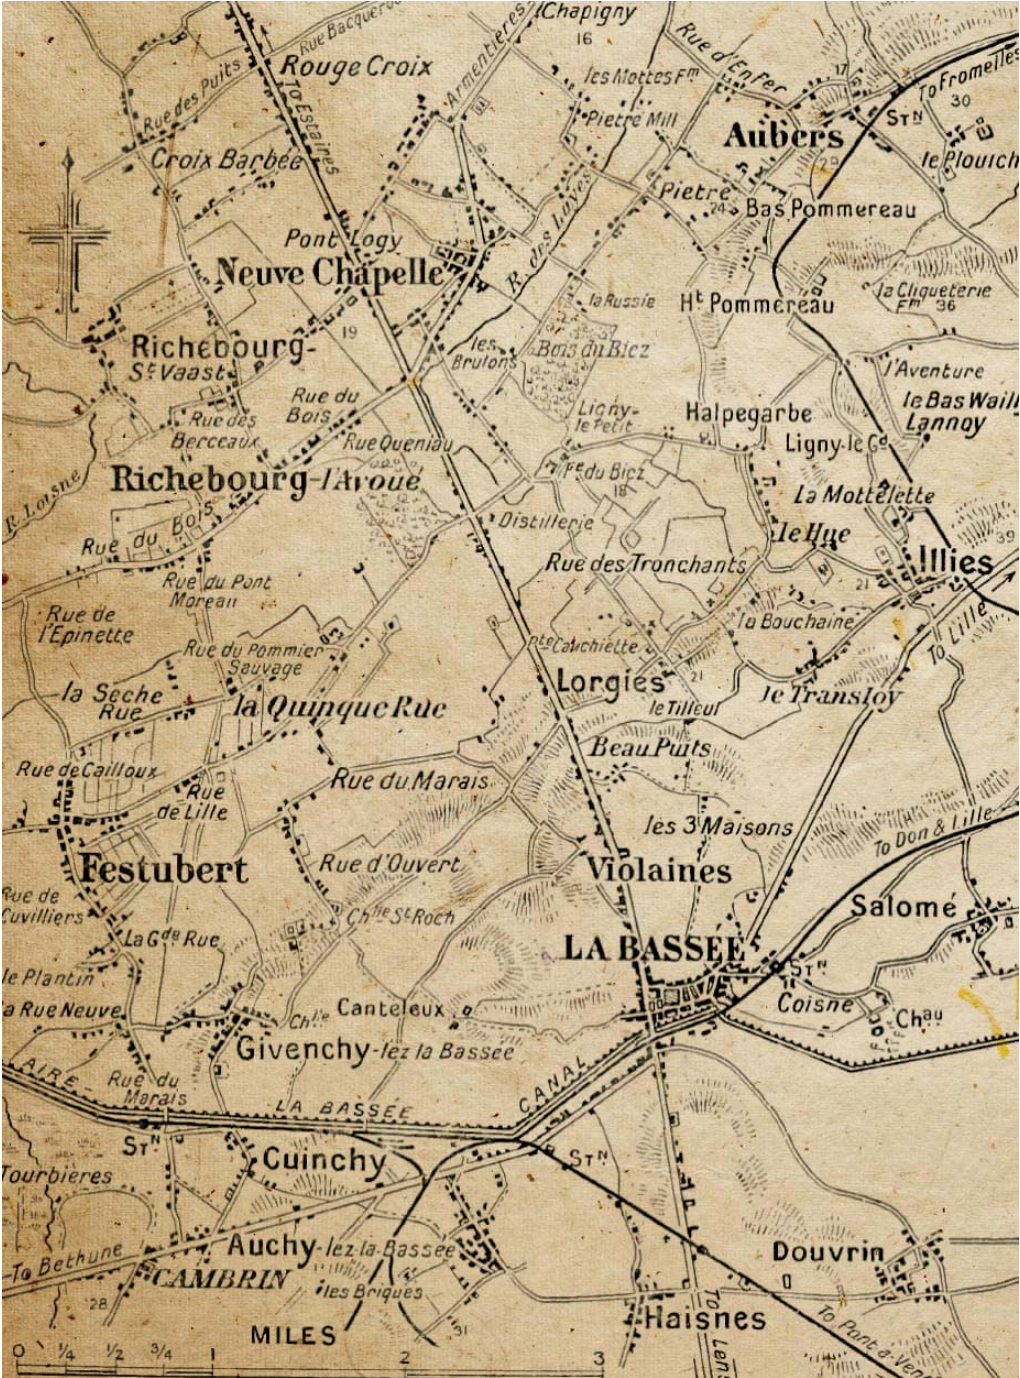 Chapigny
16
Rue Bacquerot
Rouge Croix
Armentières
Rue d'Enfer
les Mottes Fm
17
To Fromelles
30
Rue des Puits
To Estaires
Pietre Mill
Aubers
STN
Croix Barbée
29
le Plouich
Pietre
24
Bas Pommereau
Pont Logy
R. des Layes
Neuve Chapelle
la Russie
Ht Pommereau
la Cliqueterie
Fm 36
19
Richebourg-
St Vaast
les
Brulons
Bois du Biez
l'Aventure
Rue du
Bois
Ligny-
le Petit
Halpegarbe
le Bas Wailly
Lannoy
Rue des
Berceaux
Rue Queniau
Ligny-le Gd
Richebourg-l'Avoué
Fe du Biez
18
La Mottelette
R. Loisne
Rue du Bois
Distillerie
le Hue
39
Rue des Tronchants
Illies
Rue du Pont
Moreau
21
Rue de
l'Epinette
la Bouchaine
To Lille
Rue du Pommier
Sauvage
pte Cauchiette
la Seche
Rue
Lorgies
21
le Transloy
la Quinque Rue
le Tilleul
Beau Puits
Rue de Cailloux
Rue du Marais
Rue
de Lille
les 3 Maisons
To Don & Lille
Festubert
Rue d'Ouvert
Violaines
Rue de
Cuvilliers
Chlle St Roch
Salomé
La Gde Rue
LA BASSÉE
le Plantin
STN
la Rue Neuve
Chlle
Canteleux
Coisne
Chau
Givenchy-lez la Bassée
AIRE
Rue du
Marais
LA BASSÉE
CANAL
STN
Cuinchy
STN
Tourbières
To Bethune
Auchy-lez-la-Bassée
Douvrin
CAMBRIN
les Briques
28
31
Haisnes
To Lens
To Pont à Vendin
MILES
0 1/4 1/2 3/4 1 2 3